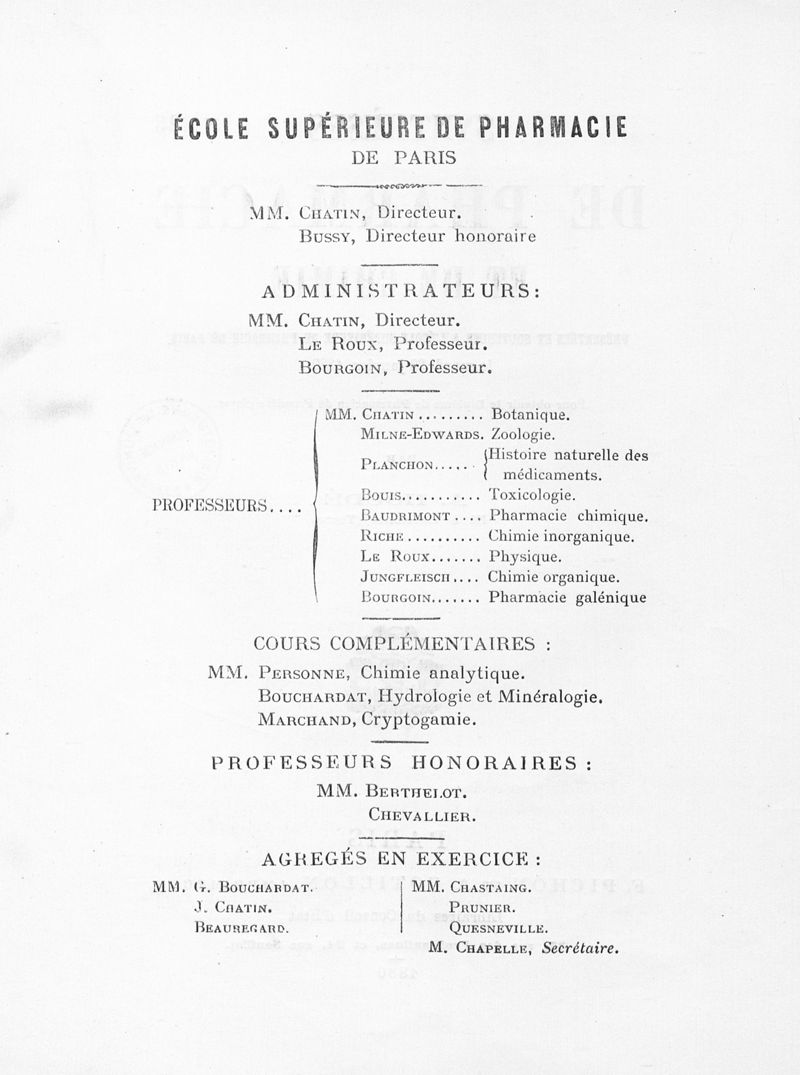 ÉCOLE SUPÉRIEURE DE PHARMACIE
DE PARIS
MM. CHATIN, Directeur.
BUSSY, Directeur honoraire
ADMINISTRATEURS:
MM. CHATIN, Directeur.
LE ROUX, Professeur.
BOURGOIN, Professeur.
PROFESSEURS....
MM. CHATIN......... Botanique.
MILNE-EDWARDS. Zoologie.
PLANCHON...... Histoire naturelle des
médicaments.
BOUIS........... Toxicologie.
BAUDRIMONT.... Pharmacie chimique.
RICHE.......... Chimie inorganique.
LE ROUX....... Physique.
JUNGFLEISCH.... Chimie organique.
BOURGOIN....... Pharmacie galénique
COURS COMPLÉMENTAIRES :
MM. PERSONNE, Chimie analytique.
BOUCHARDAT, Hydrologie et Minéralogie.
MARCHAND, Cryptogamie.
PROFESSEURS HONORAIRES :
MM. BERTHELOT.
CHEVALLIER.
AGREGÉS EN EXERCICE :
MM. G. BOUCHARDAT.
J. CHATIN.
BEAUREGARD.
MM. CHASTAING.
PRUNIER.
QUESNEVILLE.
M. CHAPELLE, Secrétaire.